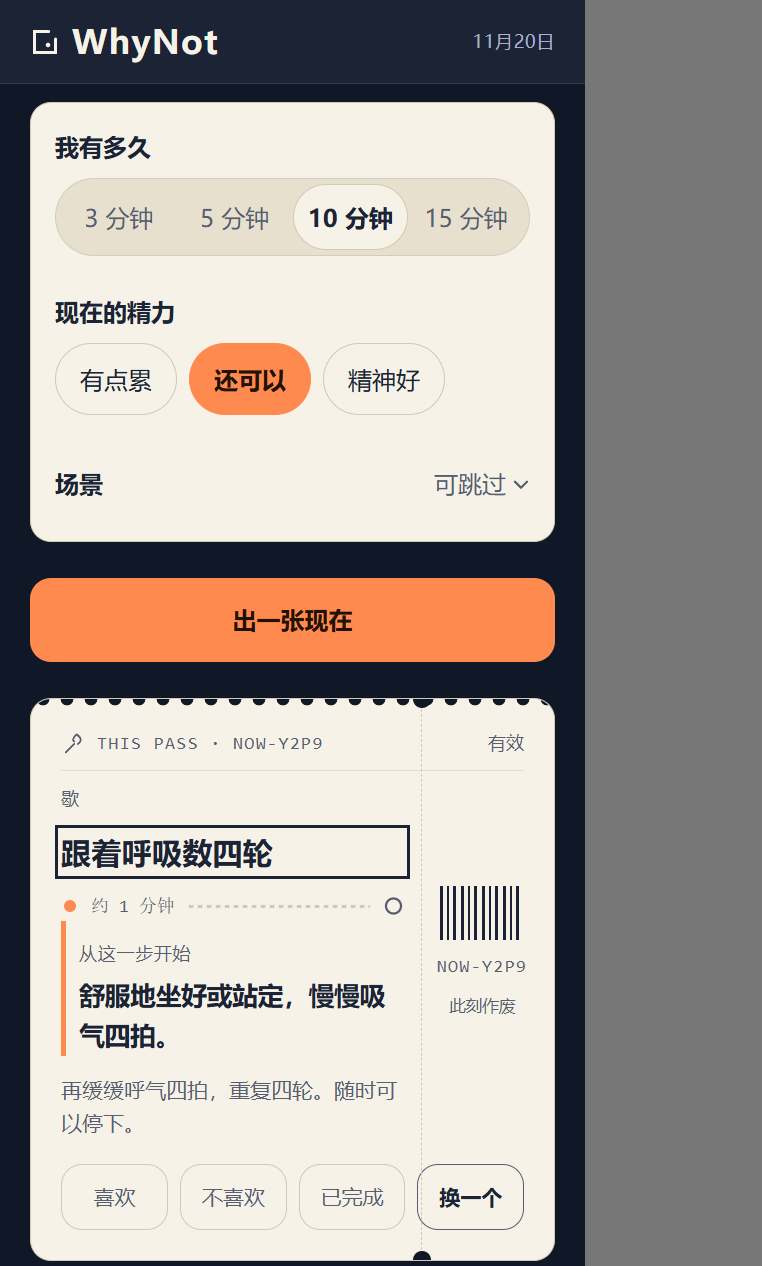 WhyNot
11月20日
我有多久
3 分钟 5 分钟 10 分钟 15 分钟
现在的精力
有点累 还可以 精神好
场景 可跳过
出一张现在
THIS PASS · NOW-Y2P9 有效
歇
跟着呼吸数四轮
约 1 分钟
从这一步开始
舒服地坐好或站定，慢慢吸
气四拍。
再缓缓呼气四拍，重复四轮。随时可
以停下。
NOW-Y2P9
此刻作废
喜欢 不喜欢 已完成 换一个